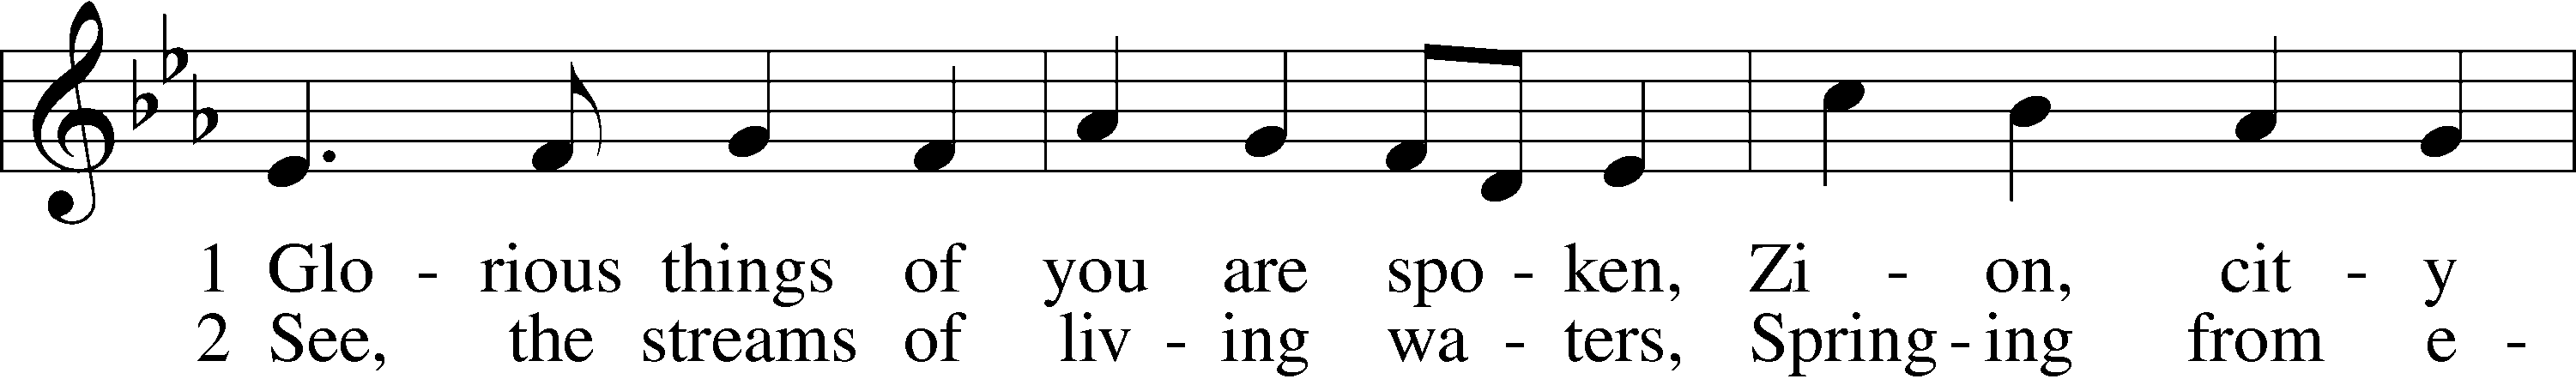 1 Glo - rious things of you are spo - ken, Zi - on, cit - y
2 See, the streams of liv - ing wa - ters, Spring - ing from e -